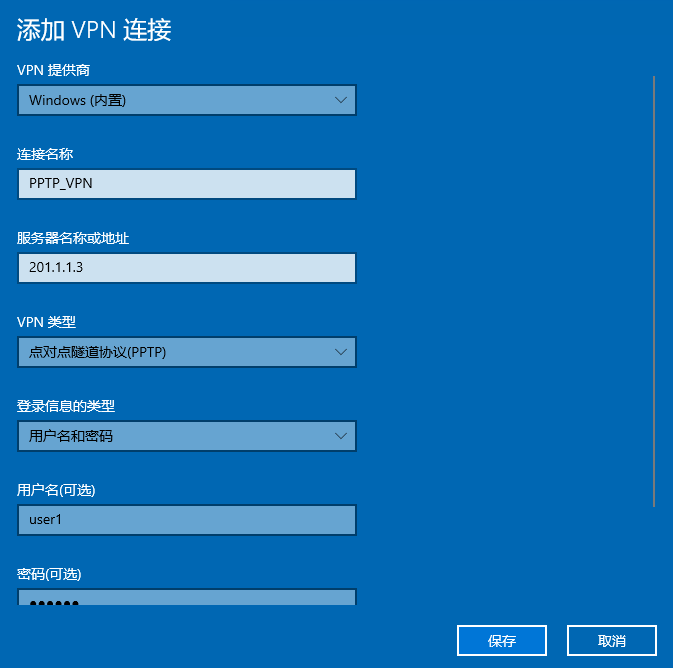 添加 VPN 连接
VPN 提供商
Windows (内置)
连接名称
PPTP_VPN
服务器名称或地址
201.1.1.3
VPN 类型
点对点隧道协议(PPTP)
登录信息的类型
用户名和密码
用户名(可选)
user1
密码(可选)
●●●●●●
保存
取消